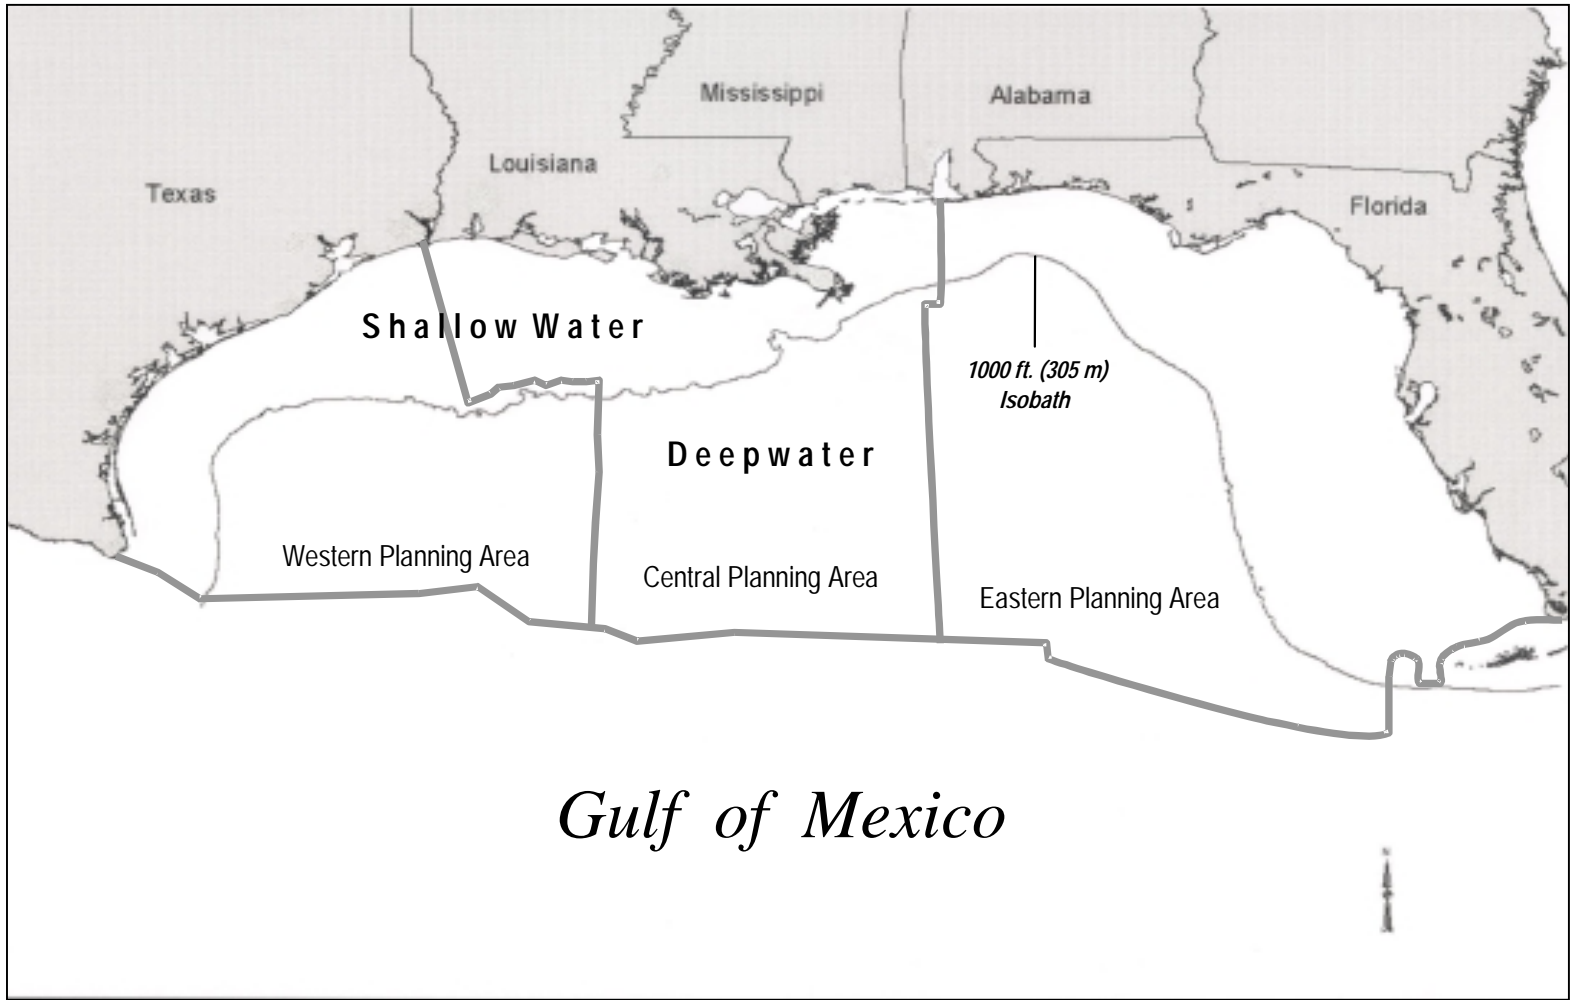 Mississippi
Alabama
Louisiana
Texas
Florida
Shallow Water
1000 ft. (305 m)
Isobath
Deepwater
Western Planning Area
Central Planning Area
Eastern Planning Area
Gulf of Mexico